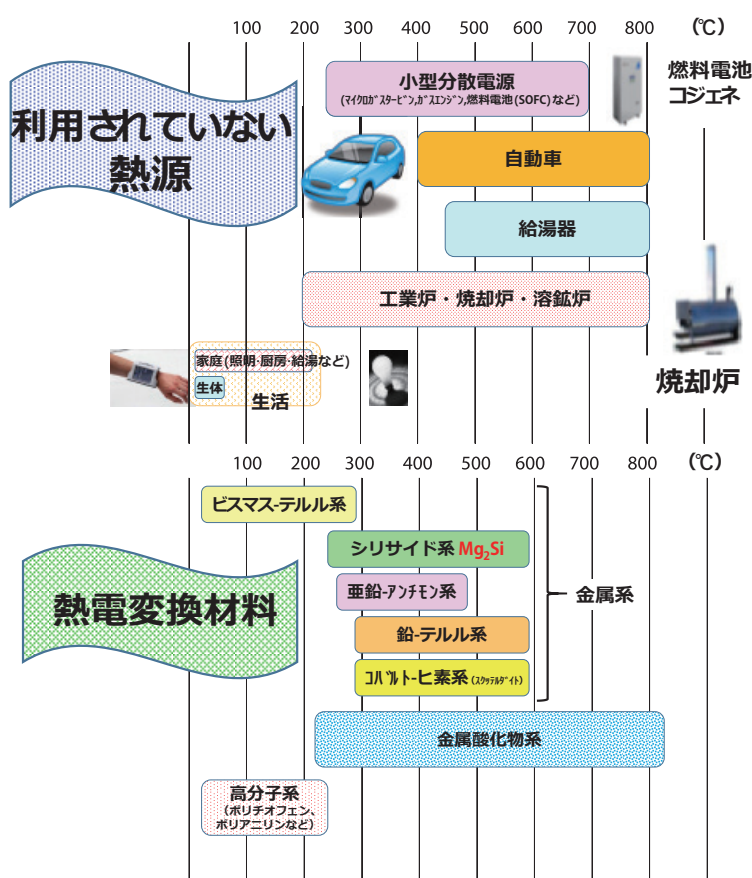 100 200 300 400 500 600 700 800 (℃)
小型分散電源
(ﾏｲｸﾛｶﾞｽﾀｰﾋﾞﾝ,ｶﾞｽｴﾝｼﾞﾝ,燃料電池(SOFC)など)
燃料電池
コジェネ
利用されていない
熱源
自動車
給湯器
工業炉・焼却炉・溶鉱炉
家庭(照明·厨房·給湯など)
生体
生活
焼却炉
100 200 300 400 500 600 700 800 (℃)
ビスマス-テルル系
シリサイド系 Mg₂Si
亜鉛-ｱﾝﾁﾓﾝ系
金属系
熱電変換材料
鉛-テルル系
ｺﾊﾞﾙﾄ-ヒ素系(ｽｸｯﾃﾙﾀﾞｲﾄ)
金属酸化物系
高分子系
(ポリチオフェン、
ポリアニリンなど)